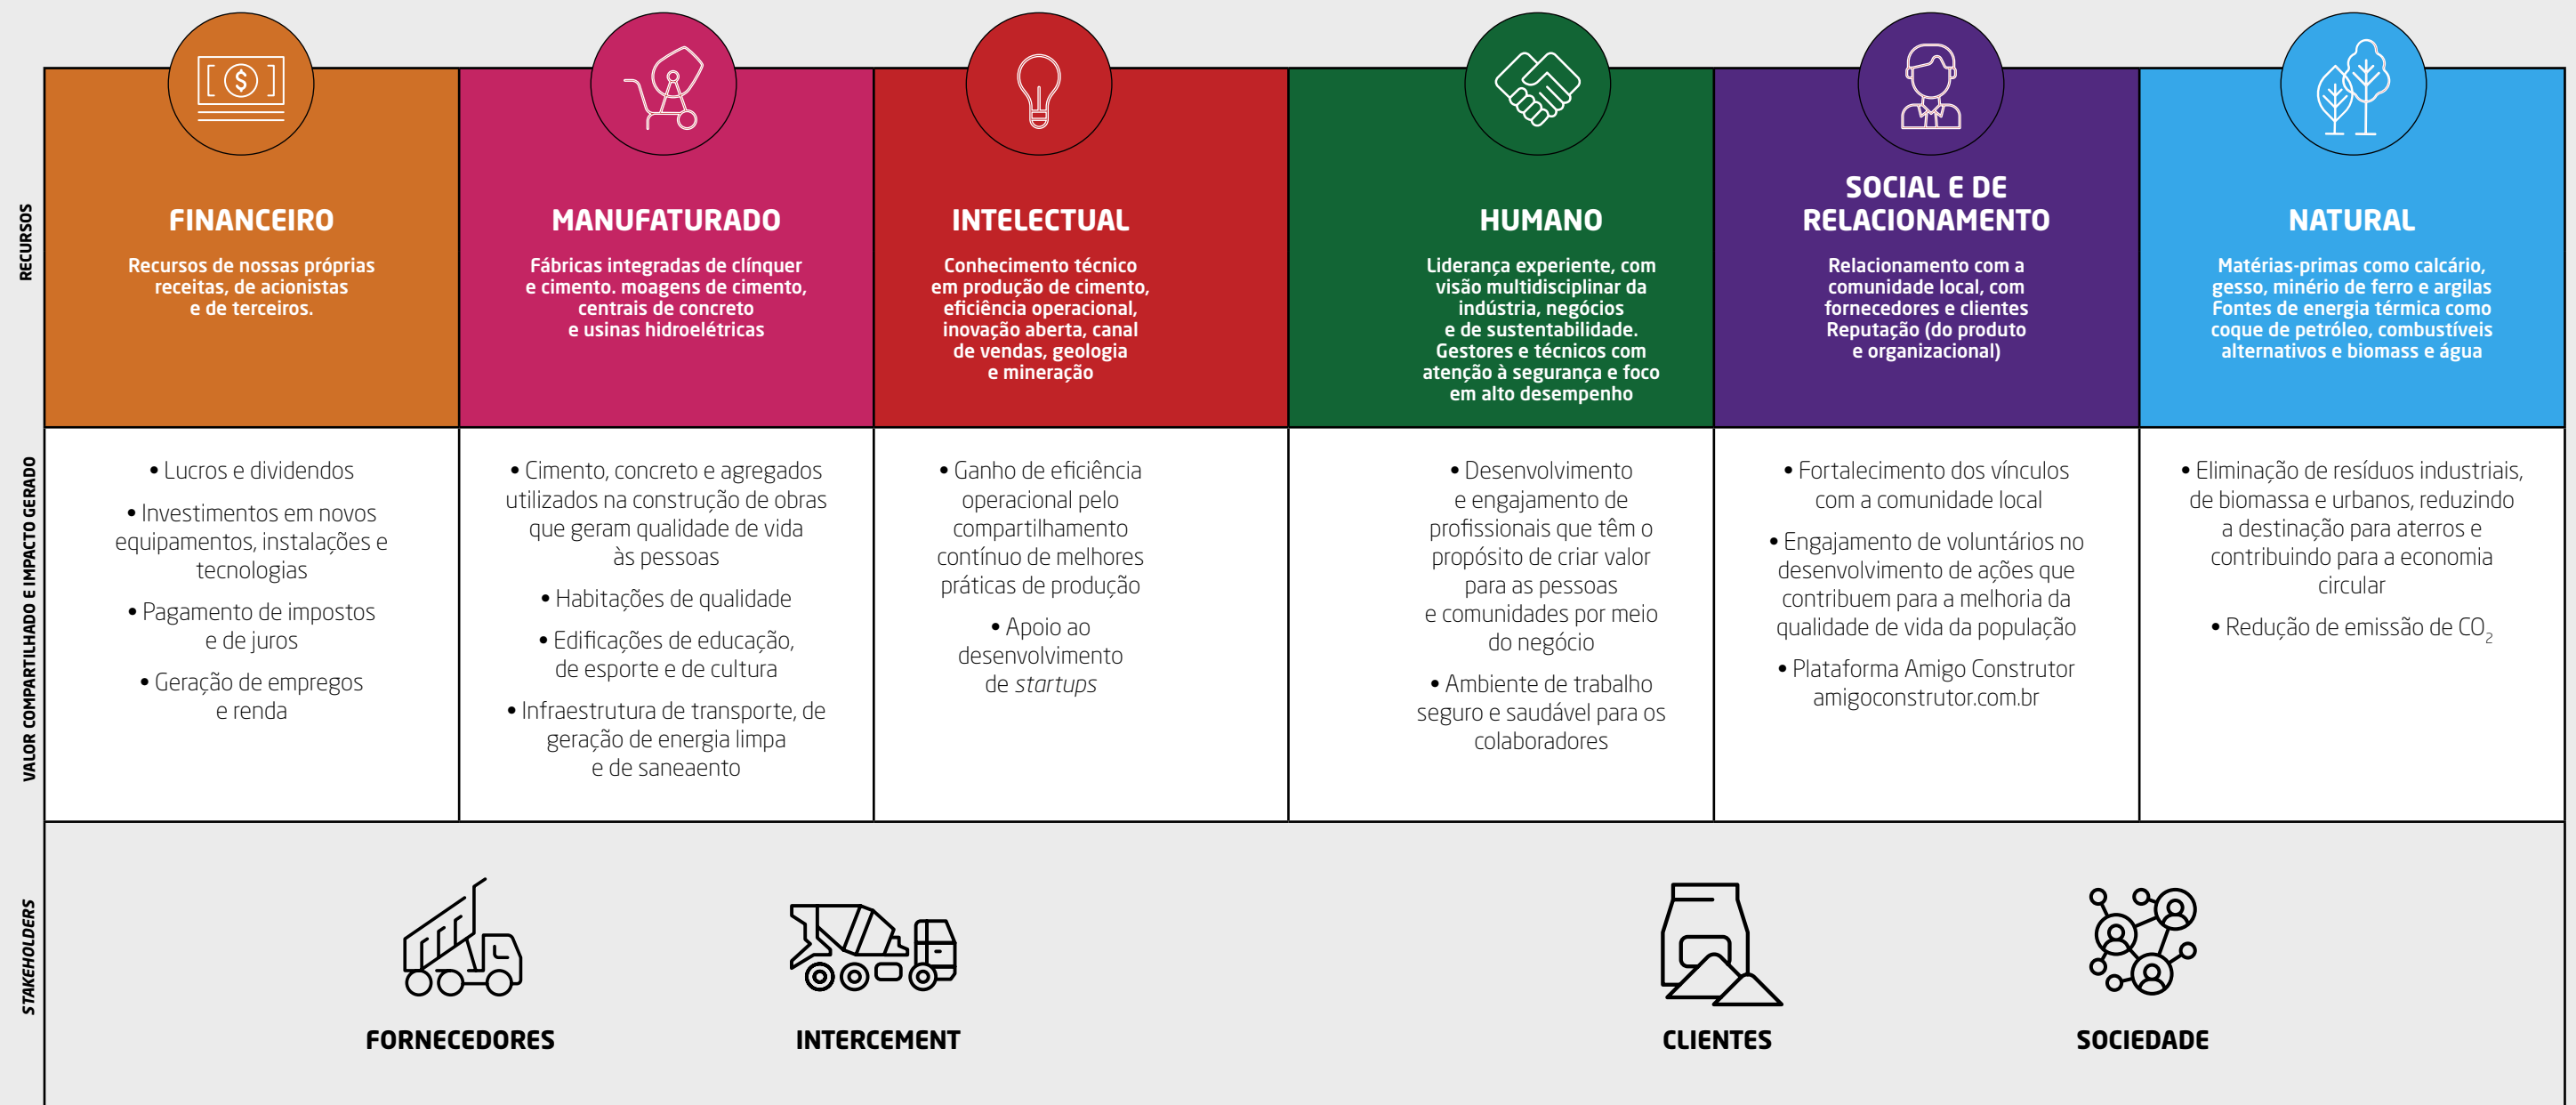 RECURSOS
FINANCEIRO
Recursos de nossas próprias
receitas, de acionistas
e de terceiros.
MANUFATURADO
Fábricas integradas de clínquer
e cimento. moagens de cimento,
centrais de concreto
e usinas hidroelétricas
INTELECTUAL
Conhecimento técnico
em produção de cimento,
eficiência operacional,
inovação aberta, canal
de vendas, geologia
e mineração
HUMANO
Liderança experiente, com
visão multidisciplinar da
indústria, negócios
e de sustentabilidade.
Gestores e técnicos com
atenção à segurança e foco
em alto desempenho
SOCIAL E DE
RELACIONAMENTO
Relacionamento com a
comunidade local, com
fornecedores e clientes
Reputação (do produto
e organizacional)
NATURAL
Matérias-primas como calcário,
gesso, minério de ferro e argilas
Fontes de energia térmica como
coque de petróleo, combustíveis
alternativos e biomass e água
VALOR COMPARTILHADO E IMPACTO GERADO
• Lucros e dividendos
• Investimentos em novos
equipamentos, instalações e
tecnologias
• Pagamento de impostos
e de juros
• Geração de empregos
e renda
• Cimento, concreto e agregados
utilizados na construção de obras
que geram qualidade de vida
às pessoas
• Habitações de qualidade
• Edificações de educação,
de esporte e de cultura
• Infraestrutura de transporte, de
geração de energia limpa
e de saneaento
• Ganho de eficiência
operacional pelo
compartilhamento
contínuo de melhores
práticas de produção
• Apoio ao
desenvolvimento
de startups
• Desenvolvimento
e engajamento de
profissionais que têm o
propósito de criar valor
para as pessoas
e comunidades por meio
do negócio
• Ambiente de trabalho
seguro e saudável para os
colaboradores
• Fortalecimento dos vínculos
com a comunidade local
• Engajamento de voluntários no
desenvolvimento de ações que
contribuem para a melhoria da
qualidade de vida da população
• Plataforma Amigo Construtor
amigoconstrutor.com.br
• Eliminação de resíduos industriais,
de biomassa e urbanos, reduzindo
a destinação para aterros e
contribuindo para a economia
circular
• Redução de emissão de CO₂
STAKEHOLDERS
FORNECEDORES
INTERCEMENT
CLIENTES
SOCIEDADE